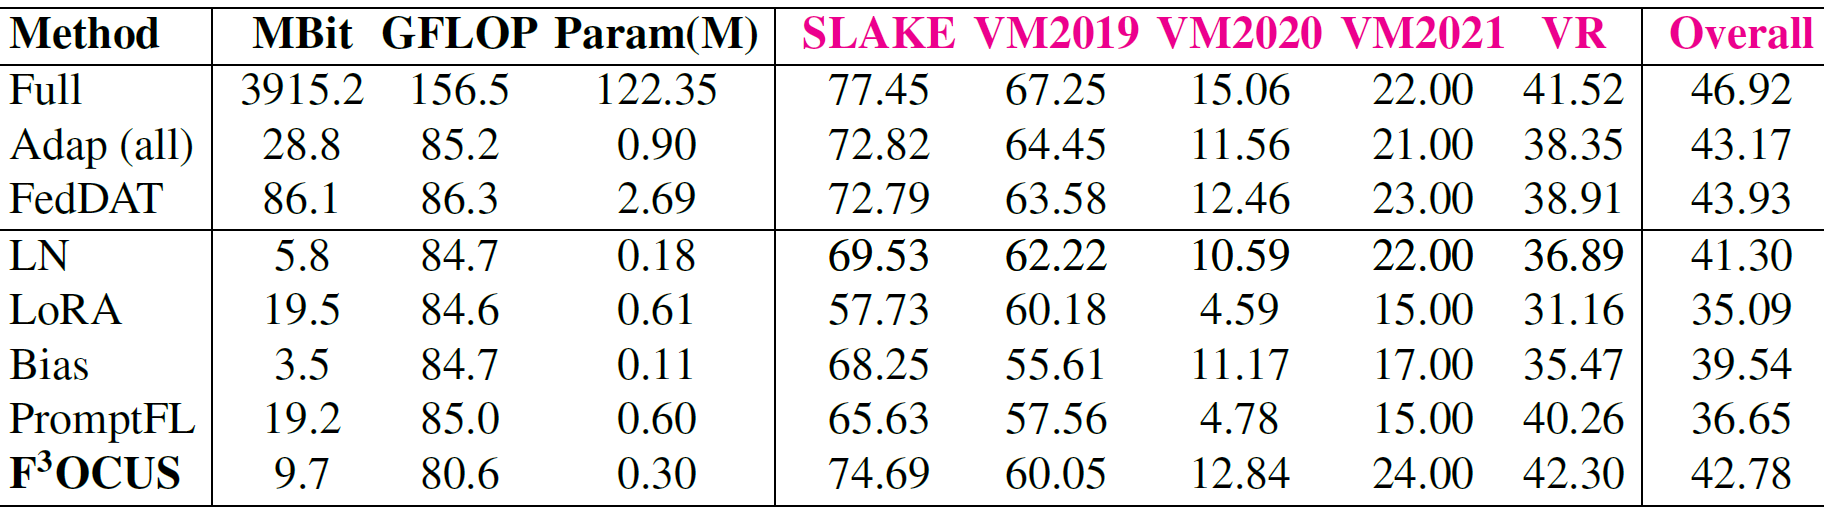 Method MBit GFLOP Param(M) SLAKE VM2019 VM2020 VM2021 VR Overall
Full 3915.2 156.5 122.35 77.45 67.25 15.06 22.00 41.52 46.92
Adap (all) 28.8 85.2 0.90 72.82 64.45 11.56 21.00 38.35 43.17
FedDAT 86.1 86.3 2.69 72.79 63.58 12.46 23.00 38.91 43.93
LN 5.8 84.7 0.18 69.53 62.22 10.59 22.00 36.89 41.30
LoRA 19.5 84.6 0.61 57.73 60.18 4.59 15.00 31.16 35.09
Bias 3.5 84.7 0.11 68.25 55.61 11.17 17.00 35.47 39.54
PromptFL 19.2 85.0 0.60 65.63 57.56 4.78 15.00 40.26 36.65
F³OCUS 9.7 80.6 0.30 74.69 60.05 12.84 24.00 42.30 42.78